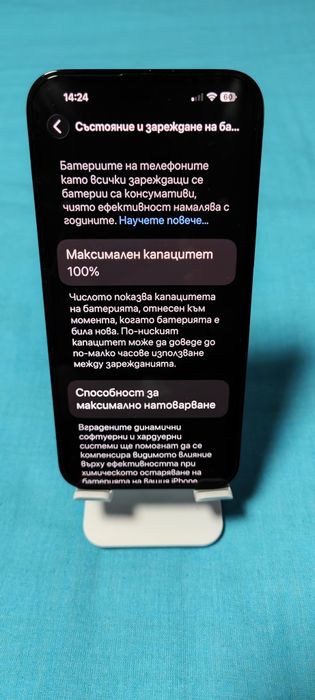 14:24
60
Състояние и зареждане на ба...
Батериите на телефоните
като всички зареждащи се
батерии са консумативи,
чиято ефективност намалява с
годините. Научете повече...
Максимален капацитет
100%
Числото показва капацитета
на батерията, отнесен към
момента, когато батерията е
била нова. По-ниският
капацитет може да доведе до
по-малко часове използване
между зарежданията.
Способност за
максимално натоварване
Вградените динамични
софтуерни и хардуерни
системи ще помогнат да се
компенсира видимото влияние
върху ефективността при
химическото остаряване на
батерията на вашия iPhone.